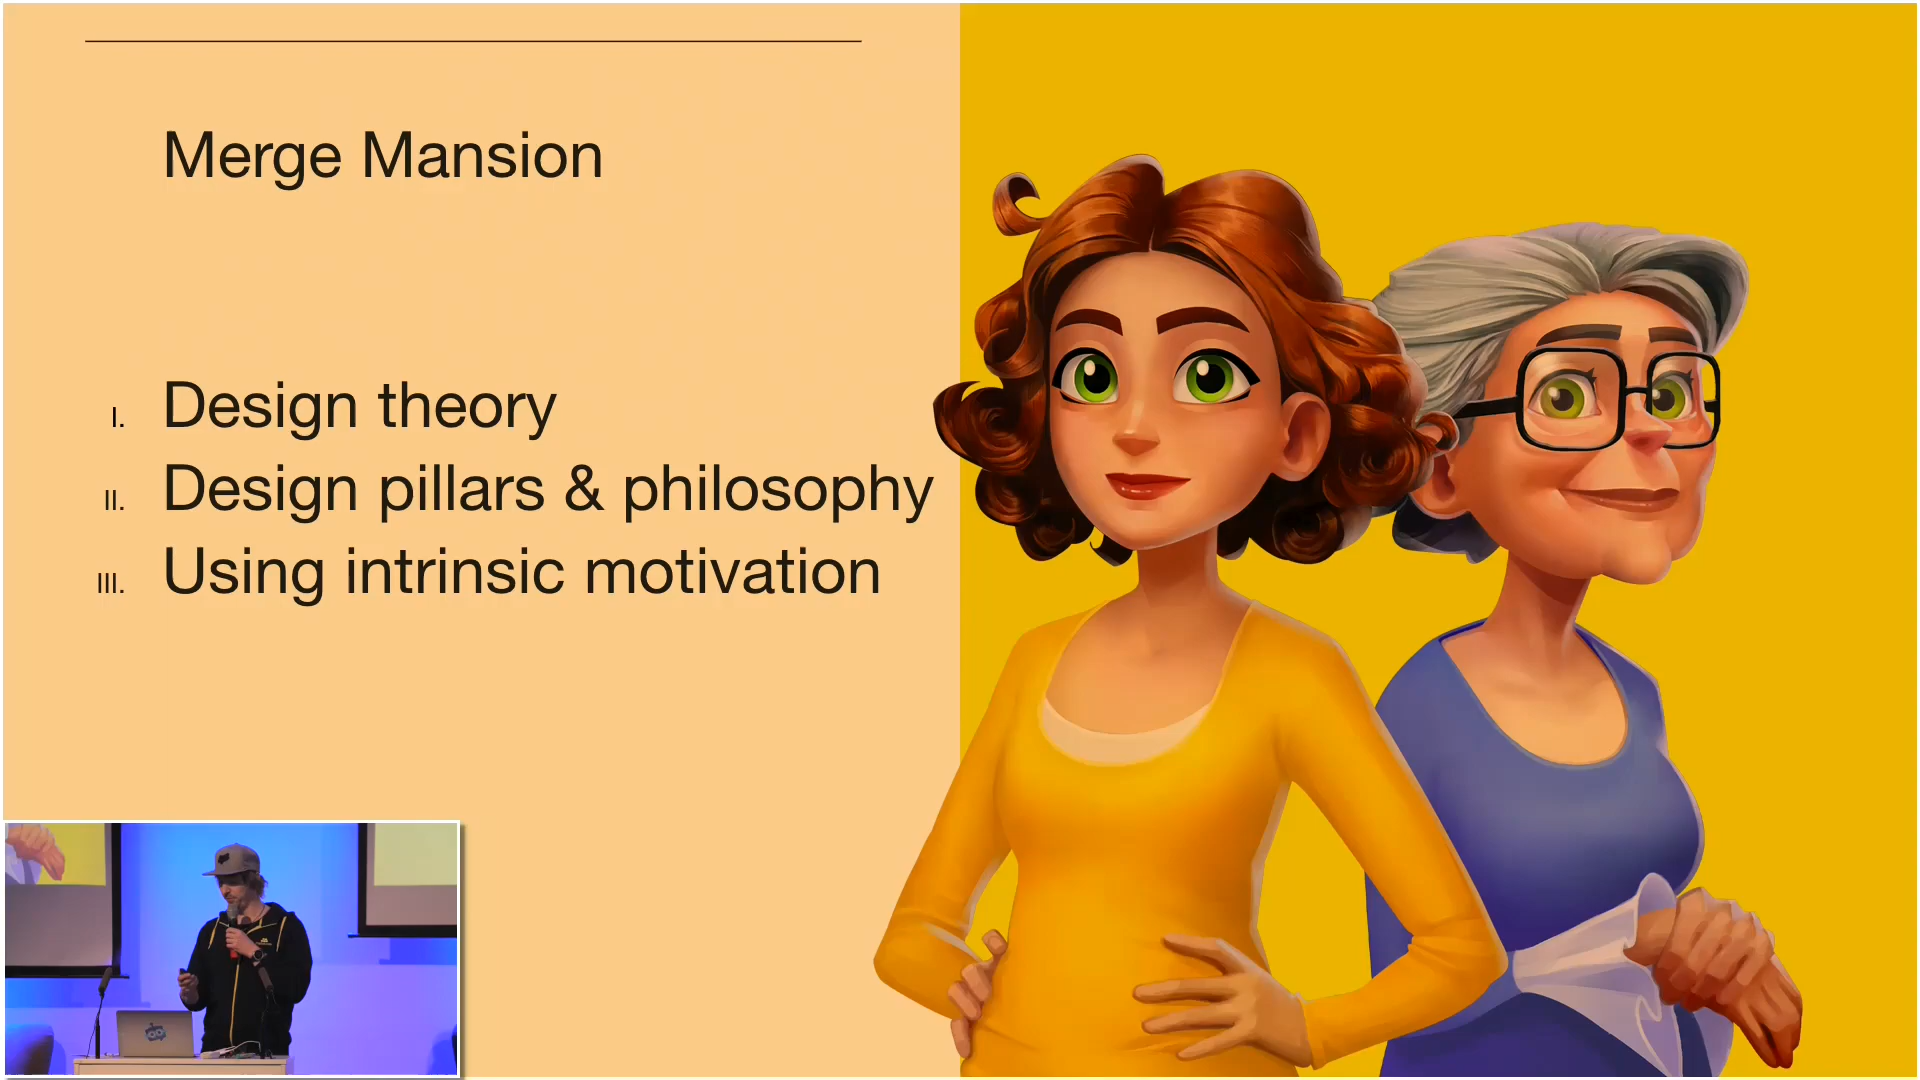 Merge Mansion
I. Design theory
II. Design pillars & philosophy
III. Using intrinsic motivation